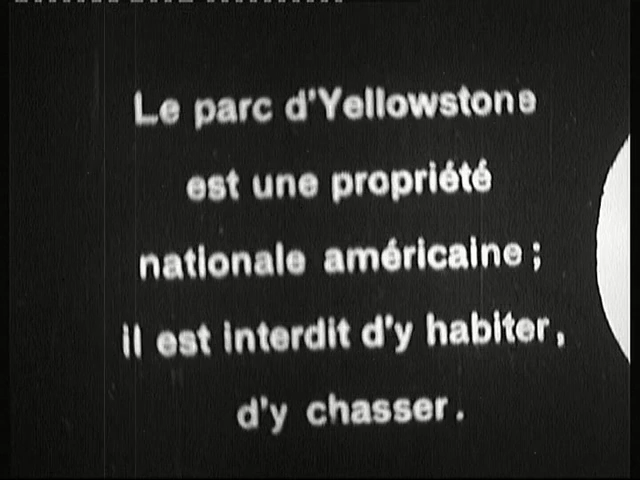 Le parc d'Yellowstone
est une propriété
nationale américaine ;
il est interdit d'y habiter,
d'y chasser.